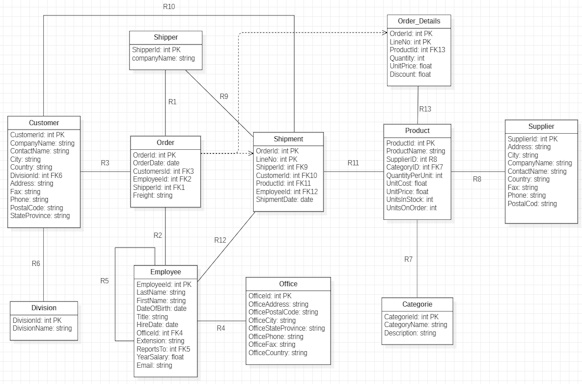 R10
Shipper
ShipperId: int PK
companyName: string
Order_Details
OrderId: int PK
LineNo: int PK
ProductId: int FK13
Quantity: int
UnitPrice: float
Discount: float
R9
R1
R13
Customer
CustomerId: int PK
CompanyName: string
ContactName: string
City: string
Country: string
DivisionId: int FK6
Address: string
Fax: string
Phone: string
PostalCode: string
StateProvince: string
R3
Order
OrderId: int PK
OrderDate: date
CustomersId: int FK3
EmployeeId: int FK2
ShipperId: int FK1
Freight: string
Shipment
OrderId: int PK
LineNo: int PK
ShipperId: int FK9
CustomerId: int FK10
ProductId: int FK11
EmployeeId: int FK12
ShipmentDate: date
R11
Product
ProductId: int PK
ProductName: string
SupplierID: int R8
CategoryID: int FK7
QuantityPerUnit: int
UnitCost: float
UnitPrice: float
UnitsInStock: int
UnitsOnOrder: int
R8
Supplier
SupplierId: int PK
Address: string
City: string
CompanyName: string
ContactName: string
Country: string
Fax: string
Phone: string
PostalCod: string
R6
R2
R12
R7
R5
Division
DivisionId: int PK
DivisionName: string
Employee
EmployeeId: int PK
LastName: string
FirstName: string
DateOfBirth: date
Title: string
HireDate: date
OfficeId: int FK4
Extension: string
ReportsTo: int FK5
YearSalary: float
Email: string
R4
Office
OfficeId: int PK
OfficeAddress: string
OfficePostalCode: string
OfficeCity: string
OfficeStateProvince: string
OfficePhone: string
OfficeFax: string
OfficeCountry: string
Categorie
CategorieId: int PK
CategoryName: string
Description: string